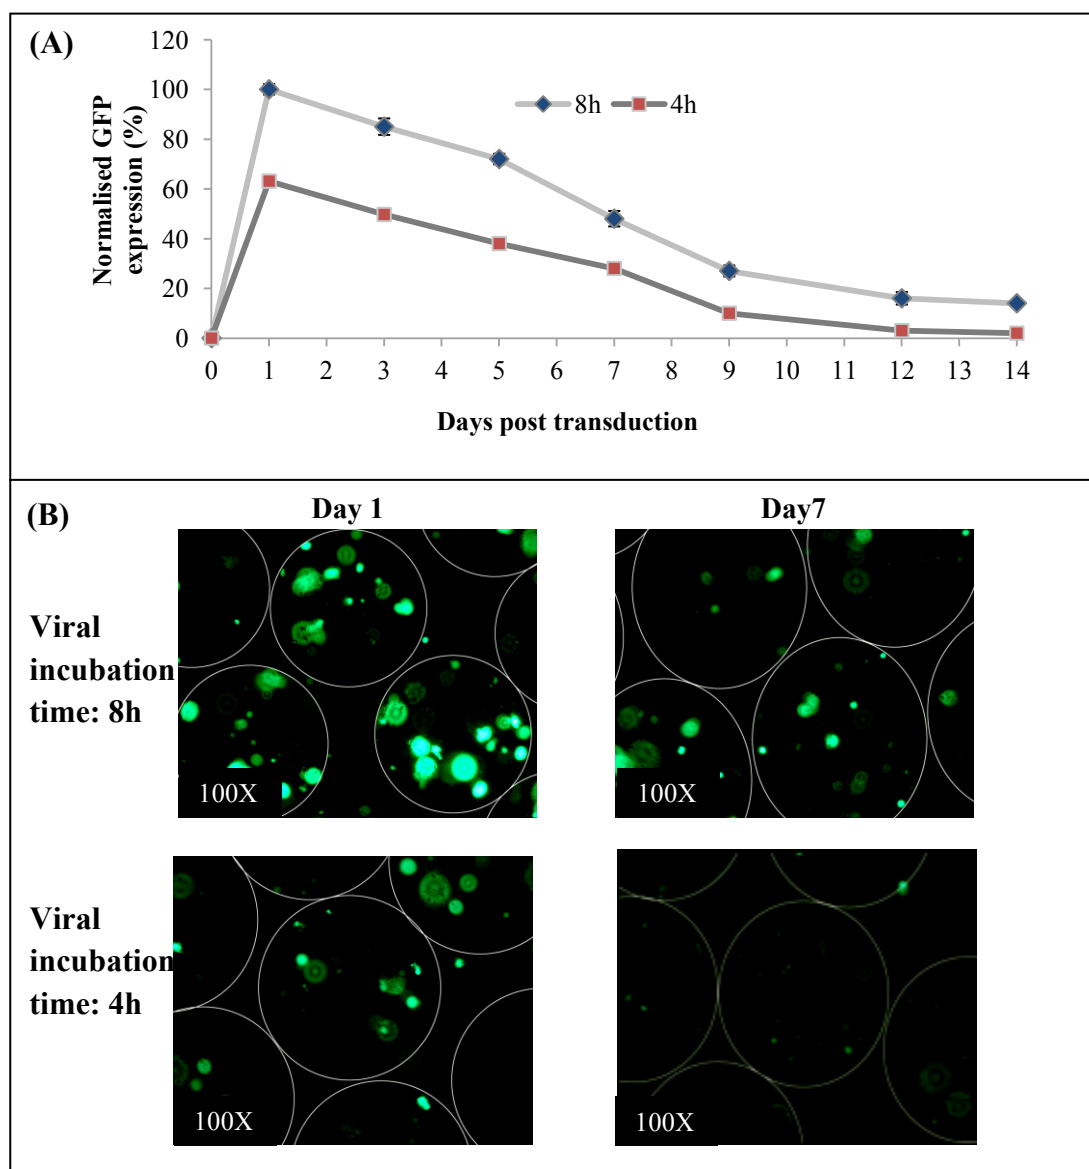 (A)
120
100
80
60
40
20
0
Normalised GFP
expression (%)
8h 4h
0 1 2 3 4 5 6 7 8 9 10 11 12 13 14
Days post transduction
(B)
Day 1 Day7
Viral
incubation
time: 8h
100X 100X
Viral
incubation
time: 4h
100X 100X